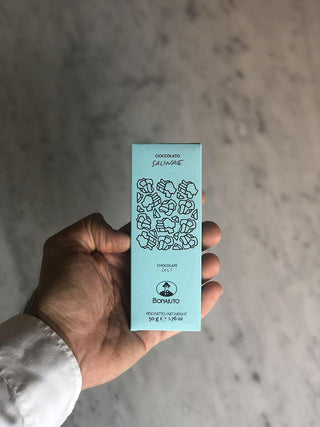 CIOCCOLATO
SALINAE
CHOCOLATE
SALT
BONAJUTO
PESO NETTO / NET WEIGHT
50 g e - 1.76 oz